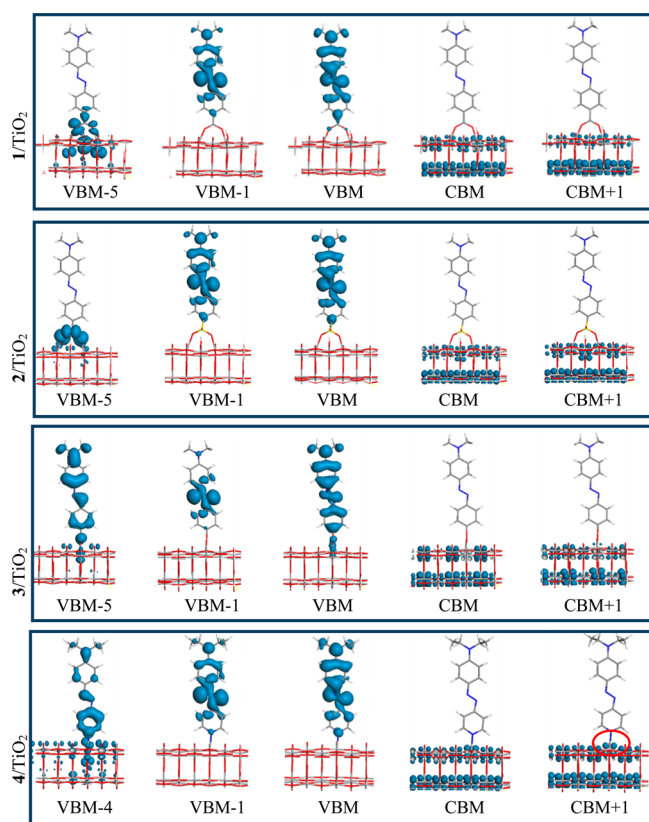 1/TiO2
VBM-5 VBM-1 VBM CBM CBM+1
2/TiO2
VBM-5 VBM-1 VBM CBM CBM+1
3/TiO2
VBM-5 VBM-1 VBM CBM CBM+1
4/TiO2
VBM-4 VBM-1 VBM CBM CBM+1